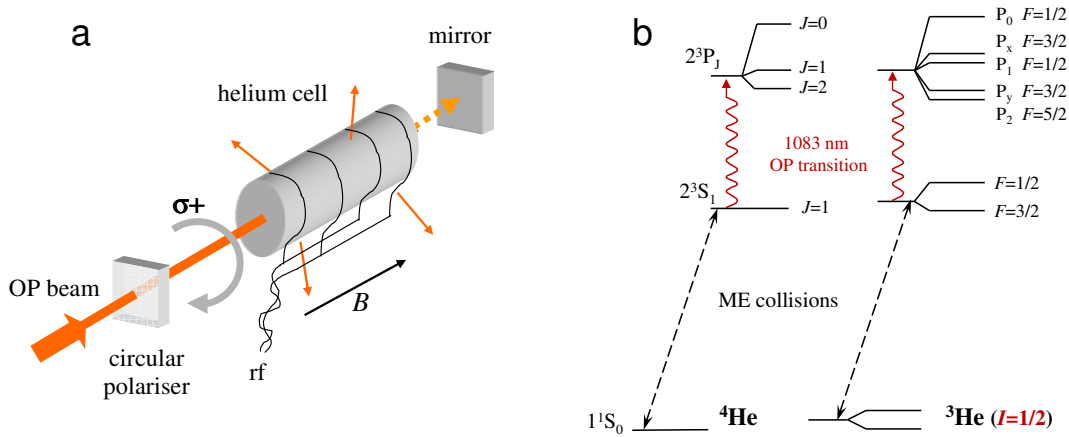 a
mirror
helium cell
σ+
OP beam
B
circular
polariser
rf
b
J=0
2³P_J
J=1
J=2
P₀ F=1/2
Pₓ F=3/2
P₁ F=1/2
P_y F=3/2
P₂ F=5/2
1083 nm
OP transition
2³S₁
J=1
F=1/2
F=3/2
ME collisions
1¹S₀
⁴He
³He (I=1/2)